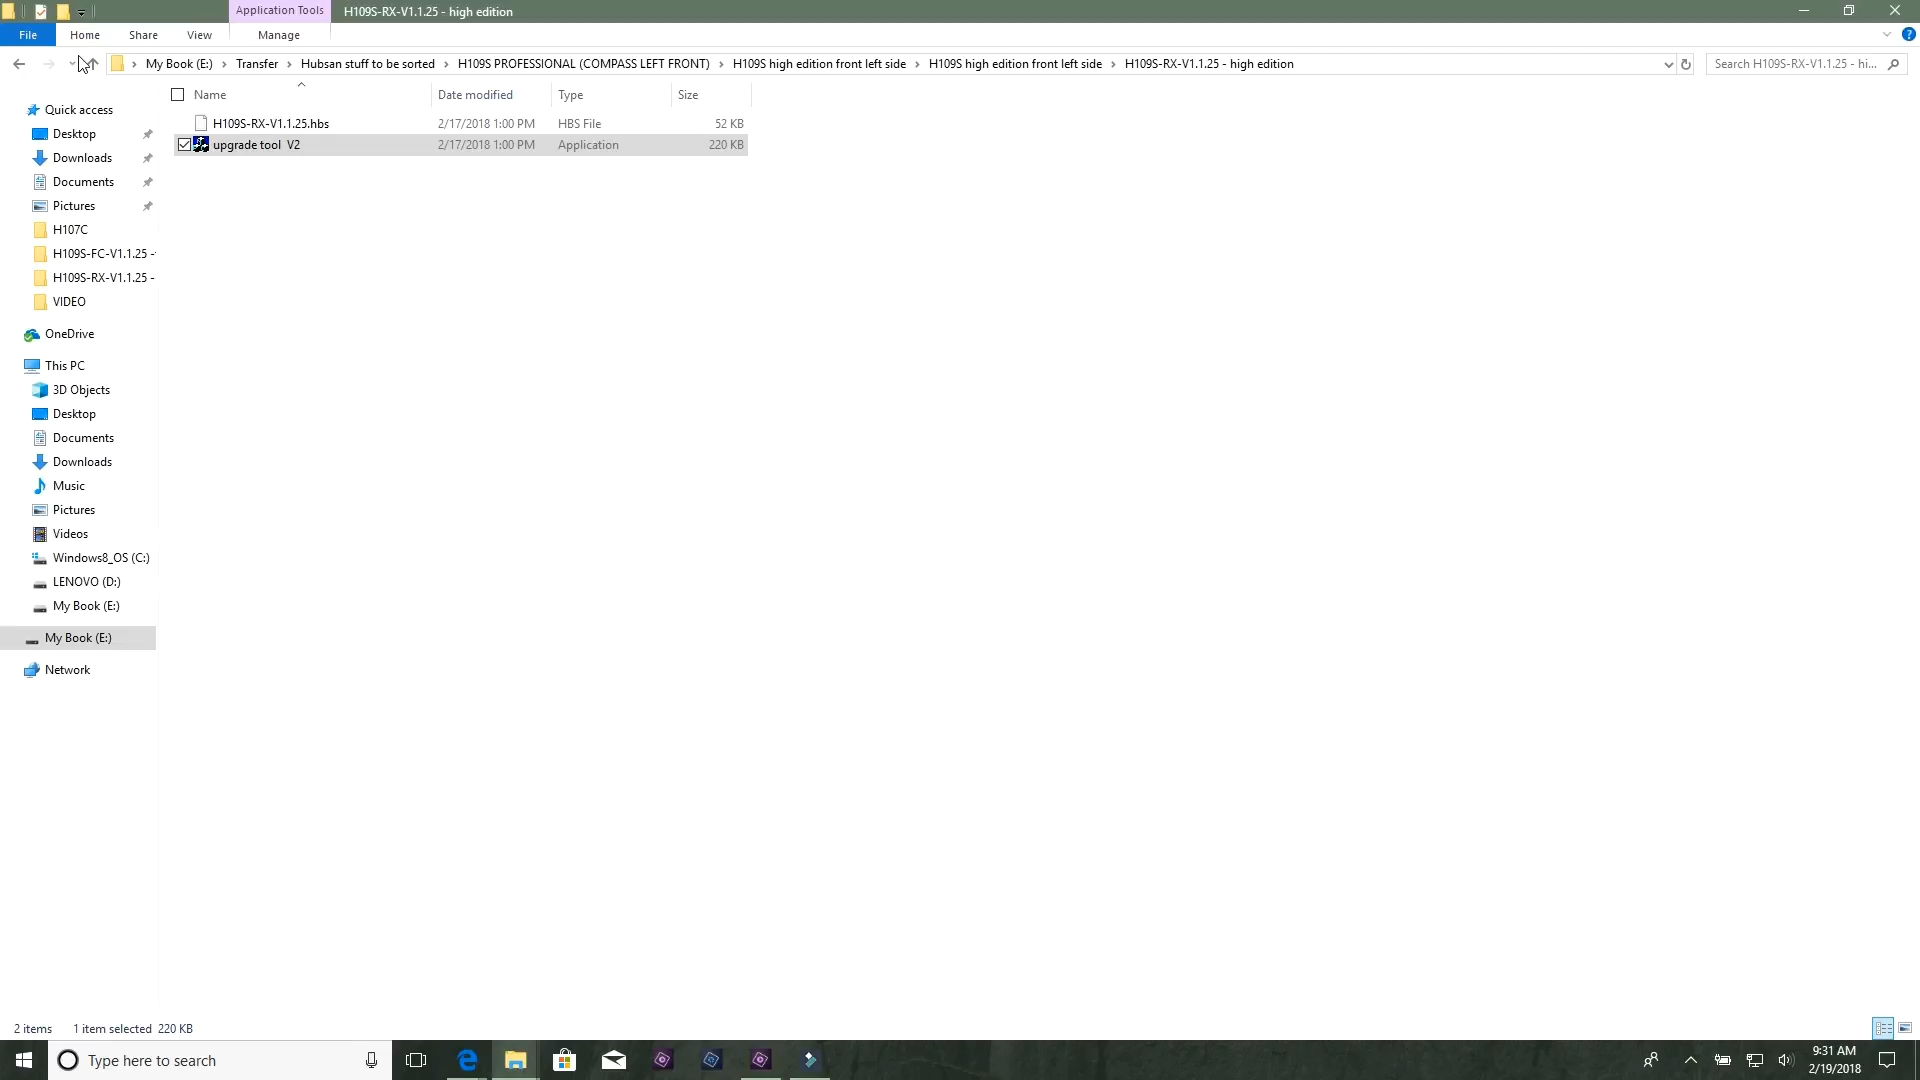 Application Tools
H109S-RX-V1.1.25 - high edition
File
Home
Share
View
Manage
My Book (E:)
Transfer
Hubsan stuff to be sorted
H109S PROFESSIONAL (COMPASS LEFT FRONT)
H109S high edition front left side
H109S high edition front left side
H109S-RX-V1.1.25 - high edition
Search H109S-RX-V1.1.25 - hi...
Name
Date modified
Type
Size
H109S-RX-V1.1.25.hbs
2/17/2018 1:00 PM
HBS File
52 KB
upgrade tool  V2
2/17/2018 1:00 PM
Application
220 KB
Quick access
Desktop
Downloads
Documents
Pictures
H107C
H109S-FC-V1.1.25 -
H109S-RX-V1.1.25 -
VIDEO
OneDrive
This PC
3D Objects
Desktop
Documents
Downloads
Music
Pictures
Videos
Windows8_OS (C:)
LENOVO (D:)
My Book (E:)
My Book (E:)
Network
2 items
1 item selected  220 KB
Type here to search
9:31 AM
2/19/2018